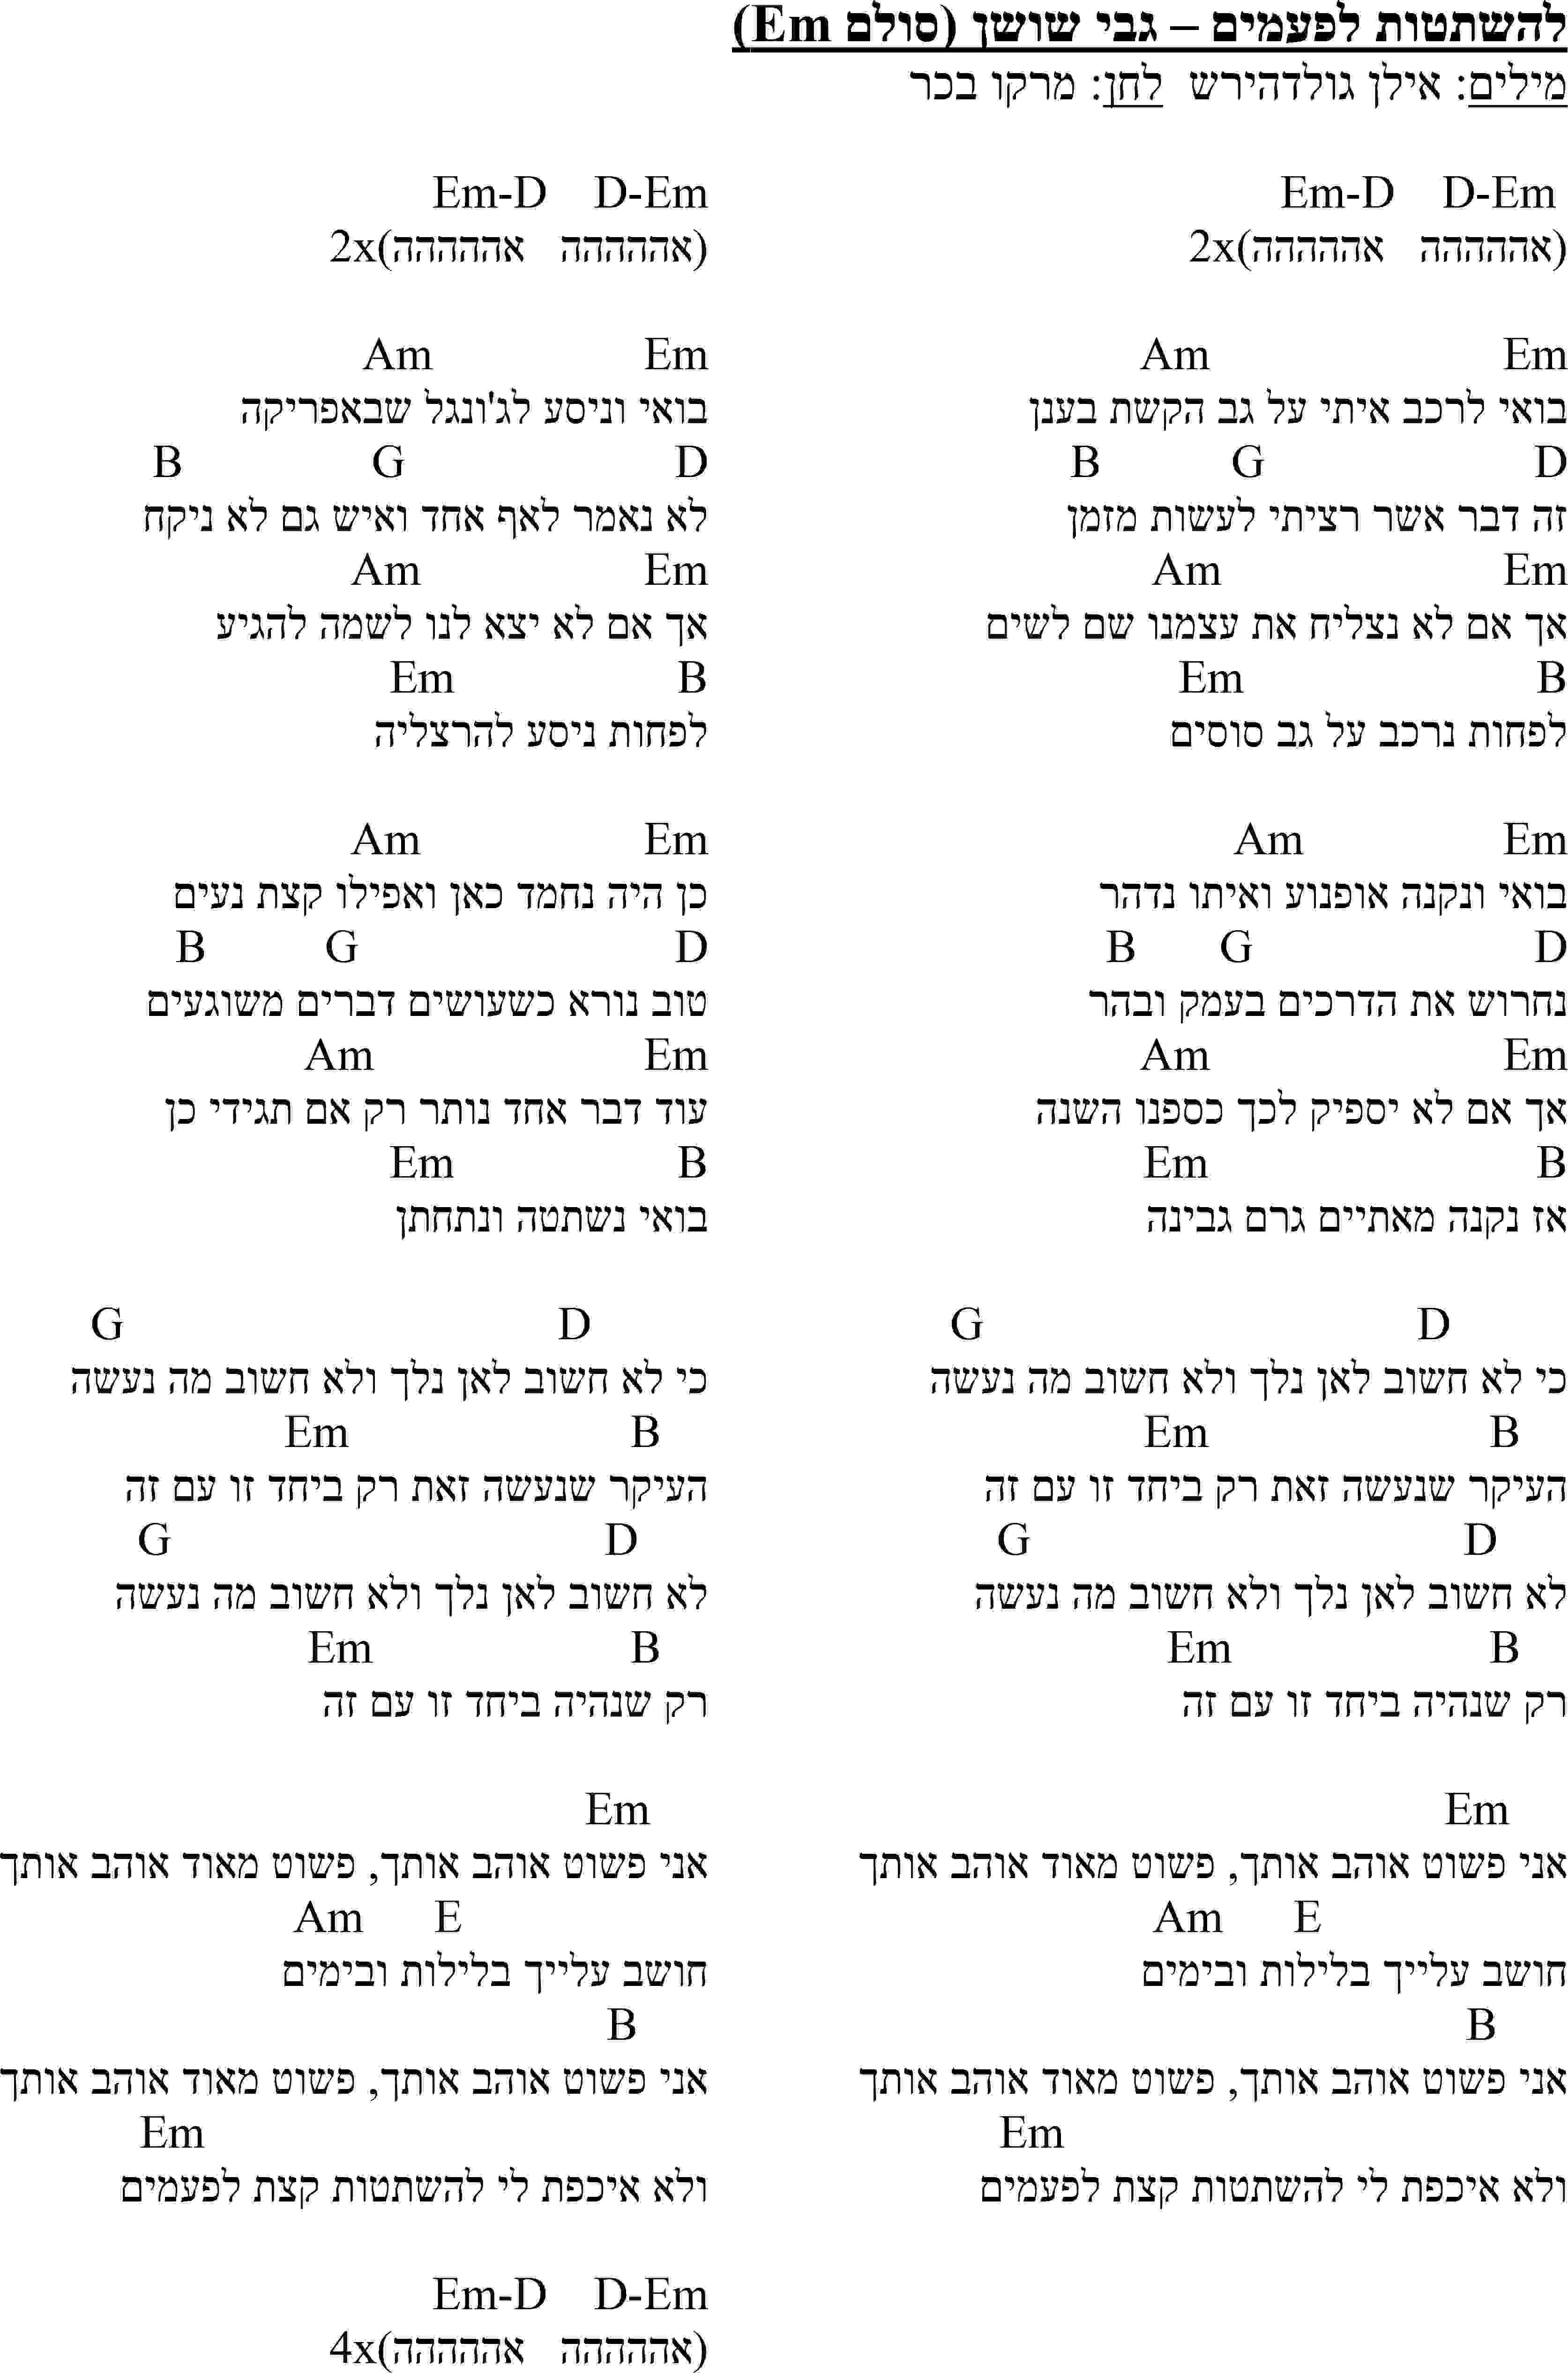 להשתטות לפעמים – גבי שושן (סולם Em)
מילים: אילן גולדהירש לחן: מרקו בכר
Em-D D-Em
(אההההה אההההה)2x
Em Am
בואי לרכב איתי על גב הקשת בענן
D G B
זה דבר אשר רציתי לעשות מזמן
Em Am
אך אם לא נצליח את עצמנו שם לשים
B Em
לפחות נרכב על גב סוסים
Em Am
בואי ונקנה אופנוע ואיתו נדהר
D G B
נחרוש את הדרכים בעמק ובהר
Em Am
אך אם לא יספיק לכך כספנו השנה
B Em
אז נקנה מאתיים גרם גבינה
D G
כי לא חשוב לאן נלך ולא חשוב מה נעשה
B Em
העיקר שנעשה זאת רק ביחד זו עם זה
D G
לא חשוב לאן נלך ולא חשוב מה נעשה
B Em
רק שנהיה ביחד זו עם זה
Em
אני פשוט אוהב אותך, פשוט מאוד אוהב אותך
E Am
חושב עלייך בלילות ובימים
B
אני פשוט אוהב אותך, פשוט מאוד אוהב אותך
Em
ולא איכפת לי להשתטות קצת לפעמים
Em-D D-Em
(אההההה אההההה)2x
Em Am
בואי וניסע לג'ונגל שבאפריקה
D G B
לא נאמר לאף אחד ואיש גם לא ניקח
Em Am
אך אם לא יצא לנו לשמה להגיע
B Em
לפחות ניסע להרצליה
Em Am
כן היה נחמד כאן ואפילו קצת נעים
D G B
טוב נורא כשעושים דברים משוגעים
Em Am
עוד דבר אחד נותר רק אם תגידי כן
B Em
בואי נשתטה ונתחתן
D G
כי לא חשוב לאן נלך ולא חשוב מה נעשה
B Em
העיקר שנעשה זאת רק ביחד זו עם זה
D G
לא חשוב לאן נלך ולא חשוב מה נעשה
B Em
רק שנהיה ביחד זו עם זה
Em
אני פשוט אוהב אותך, פשוט מאוד אוהב אותך
E Am
חושב עלייך בלילות ובימים
B
אני פשוט אוהב אותך, פשוט מאוד אוהב אותך
Em
ולא איכפת לי להשתטות קצת לפעמים
Em-D D-Em
(אההההה אההההה)4x